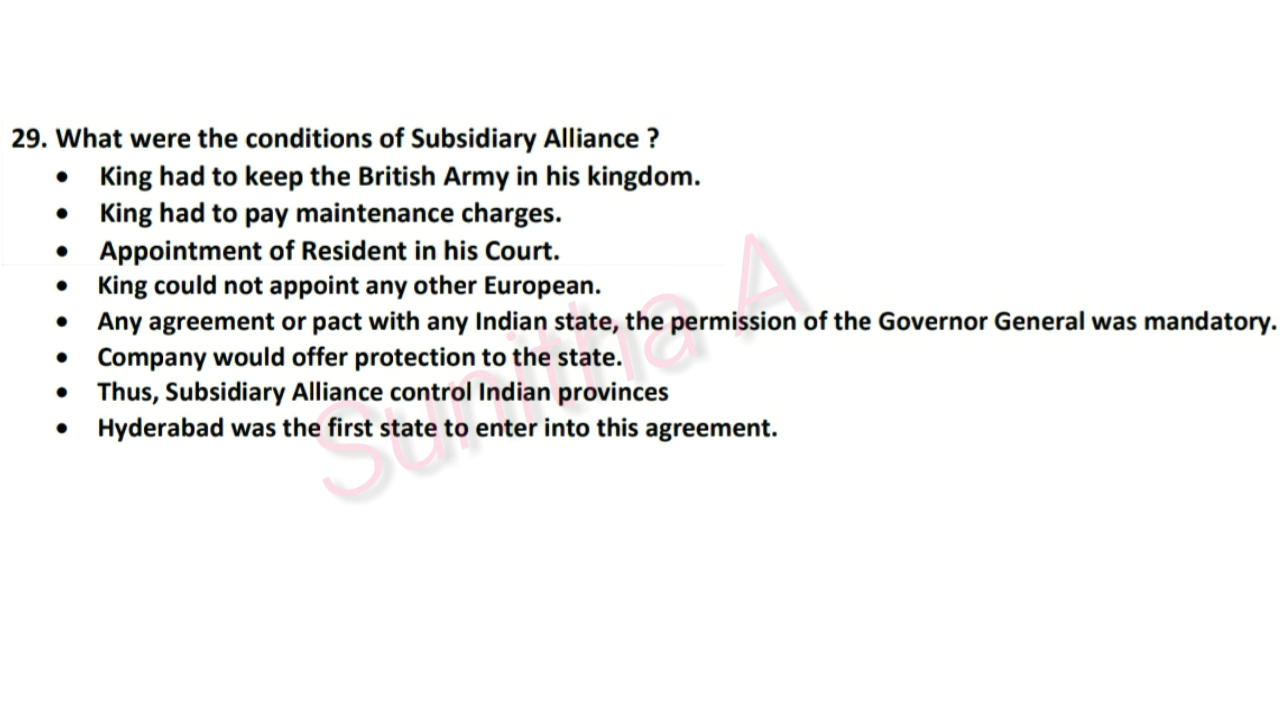 29. What were the conditions of Subsidiary Alliance ?
• King had to keep the British Army in his kingdom.
• King had to pay maintenance charges.
• Appointment of Resident in his Court.
• King could not appoint any other European.
• Any agreement or pact with any Indian state, the permission of the Governor General was mandatory.
• Company would offer protection to the state.
• Thus, Subsidiary Alliance control Indian provinces
• Hyderabad was the first state to enter into this agreement.
Sunitha A